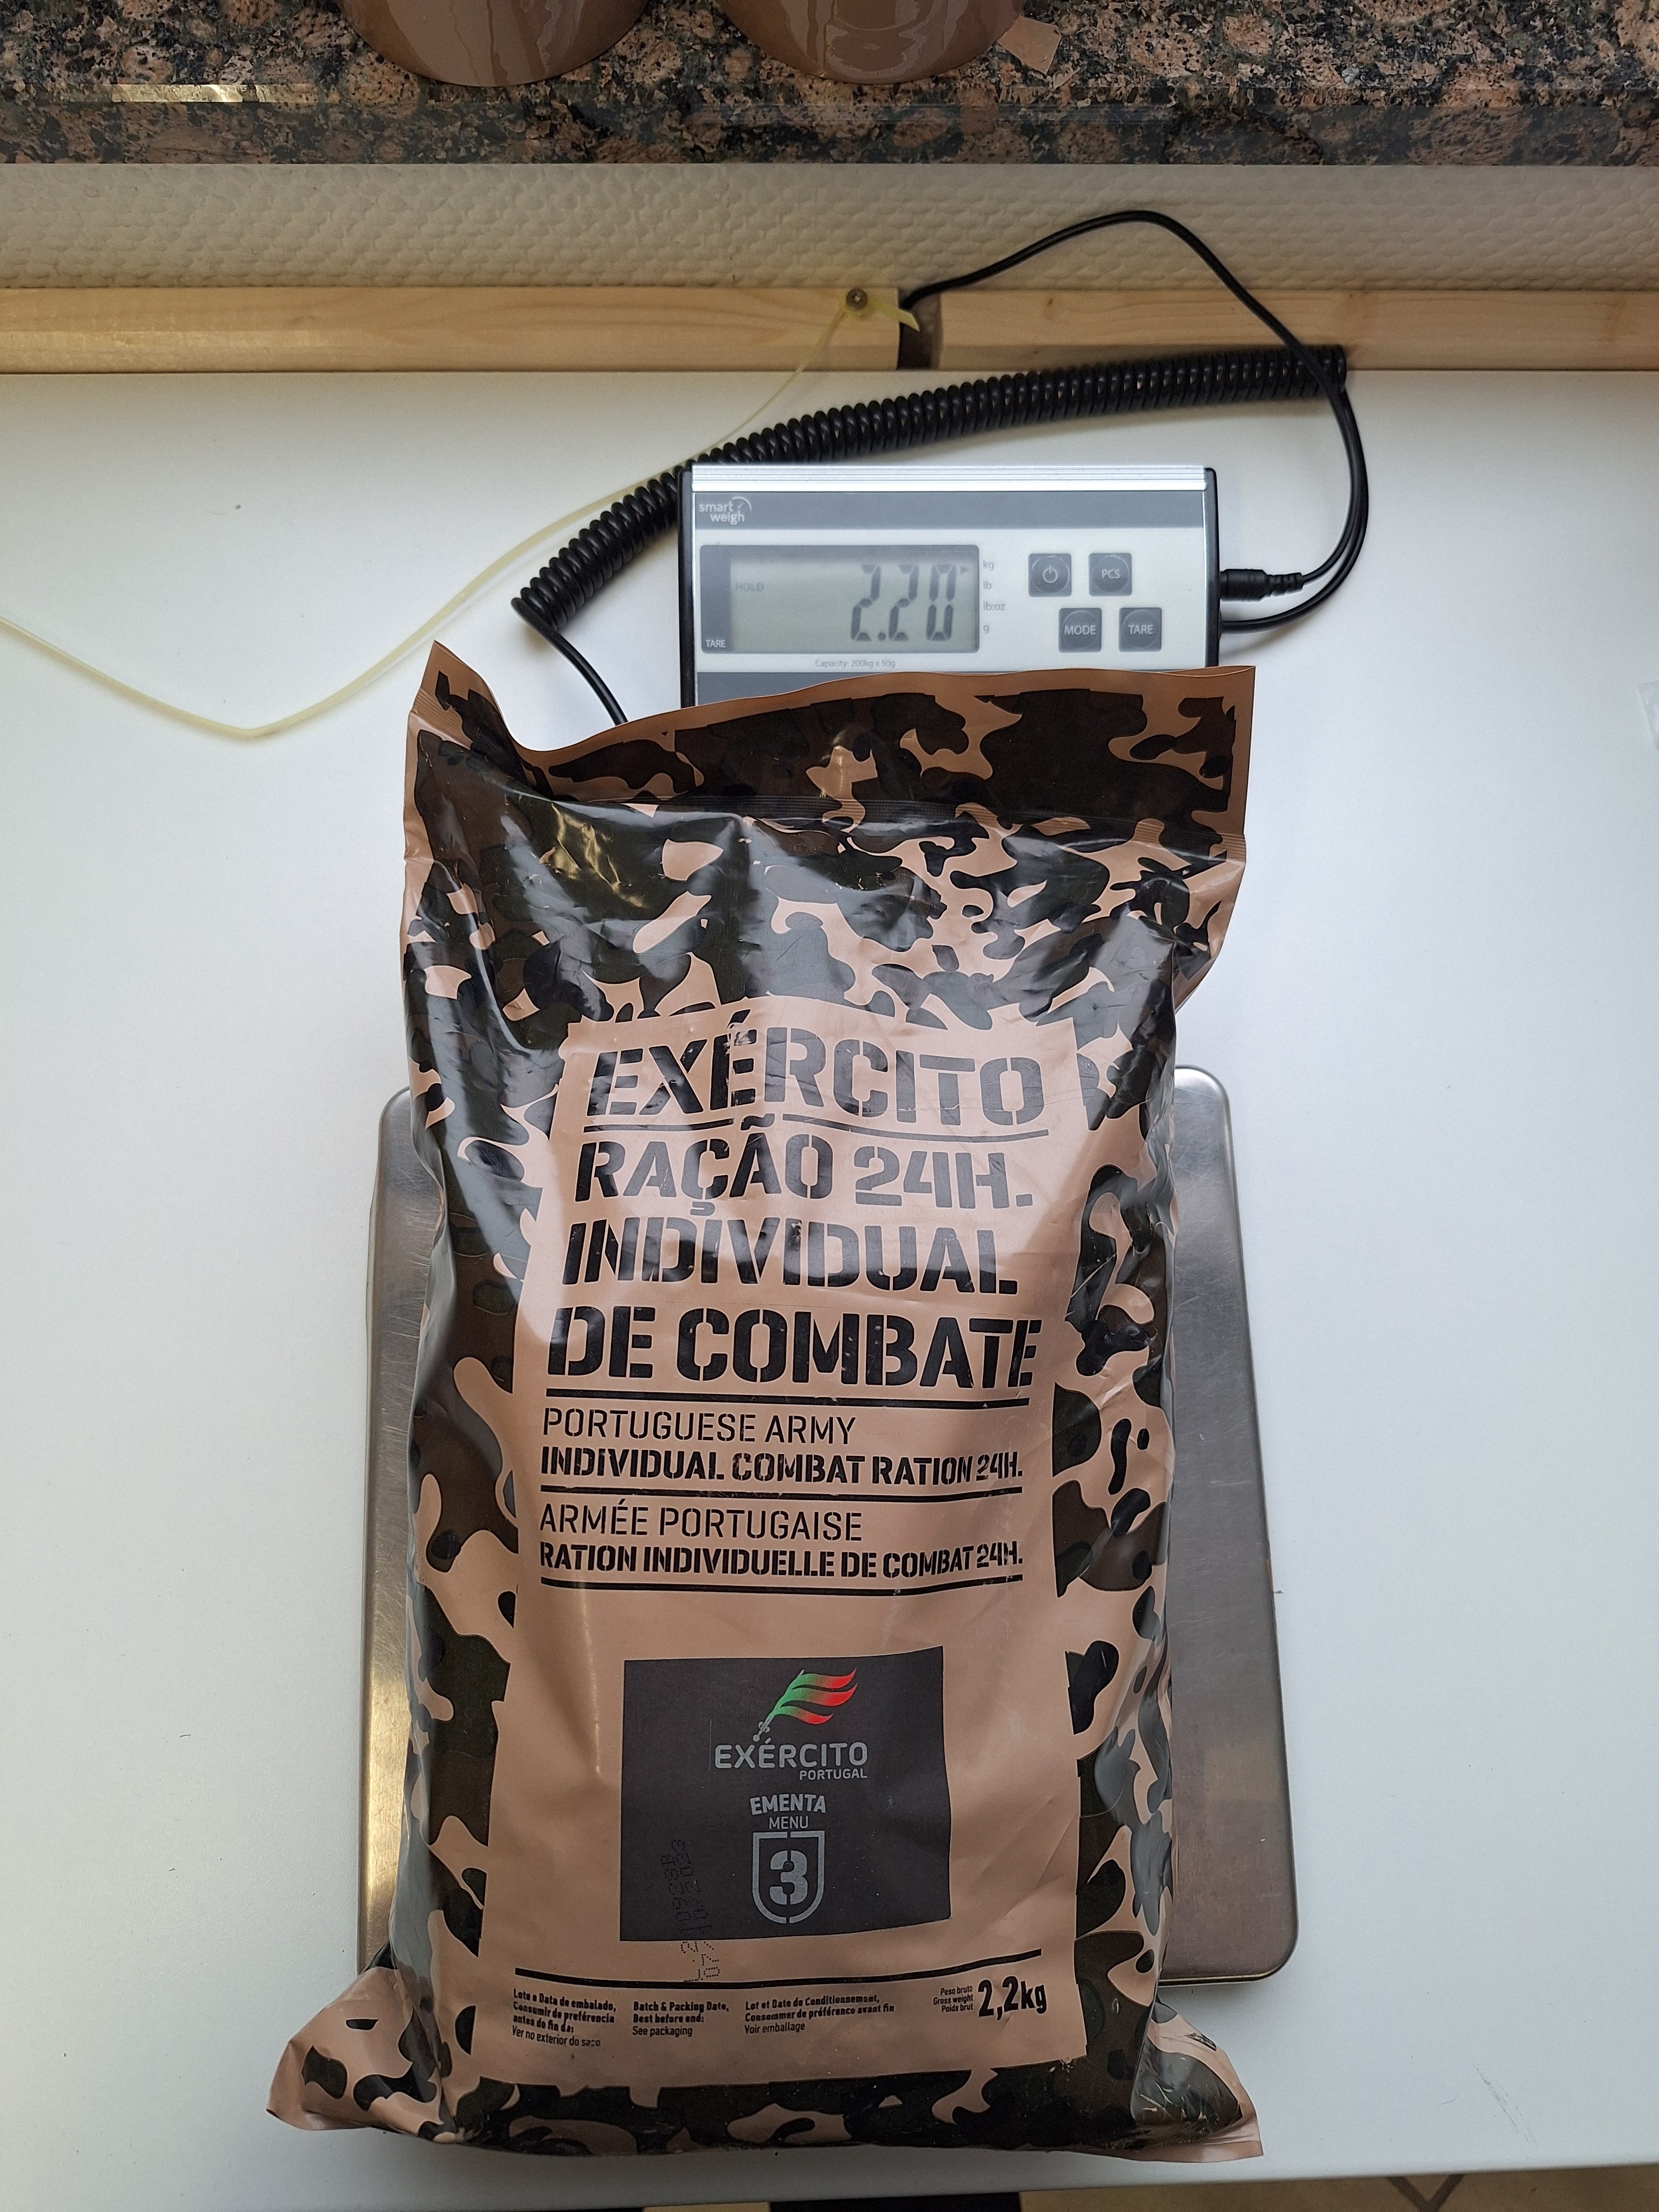 smart
weigh
HOLD
2.20
kg
lb
lb:oz
g
TARE
PCS
MODE
TARE
Capacity: 200kg x 50g
EXÉRCITO
RAÇÃO 24H.
INDIVIDUAL
DE COMBATE
PORTUGUESE ARMY
INDIVIDUAL COMBAT RATION 24H.
ARMÉE PORTUGAISE
RATION INDIVIDUELLE DE COMBAT 24H.
EXÉRCITO
PORTUGAL
EMENTA
MENU
3
Lote e Data de embalado,
Consumir de preferência
antes do fim de:
Ver no exterior do saco
Batch & Packing Date,
Best before end:
See packaging
Lot et Date de Conditionnement,
Consommer de préférence avant fin
Voir emballage
Peso bruto
Gross weight
Poids brut
2,2kg